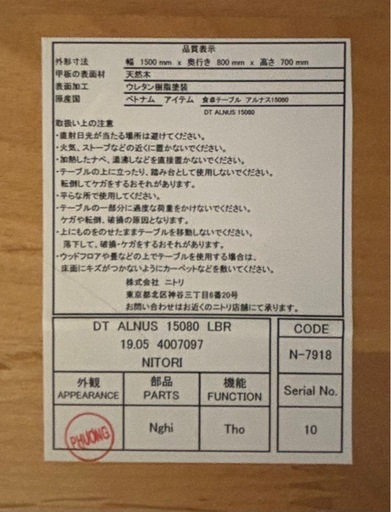 品質表示
外形寸法 幅 1500 mm x 奥行き 800 mm x 高さ 700 mm
甲板の表面材 天然木
表面加工 ウレタン樹脂塗装
原産国 ベトナム アイテム 食卓テーブル アルナス15080
DT ALNUS 15080
取扱い上の注意
・直射日光が当たる場所は避けてください。
・火気、ストーブなどの近くに置かないでください。
・加熱したナベ、湯沸しなどを直接置かないでください。
・テーブルの上に立ったり、踏み台として使用しないでください。
転倒してケガをするおそれがあります。
・平らな所で使用してください。
・テーブルの一部分に過度な荷重をかけないでください。
ケガや転倒、破損の原因となります。
・上にものをのせたままテーブルを移動しないでください。
落下して、破損・ケガをするおそれがあります。
・ウッドフロアや畳などの上でテーブルを使用する場合は、
床面にキズがつかないようにカーペットなどを敷いてください。
株式会社 ニトリ
東京都北区神谷三丁目6番20号
お問い合わせはお近くのニトリ店舗にて承ります。
DT ALNUS 15080 LBR
19.05 4007097
NITORI
CODE
N-7918
外観 部品 機能
APPEARANCE PARTS FUNCTION
Serial No.
PHUONG Nghi Tho 10